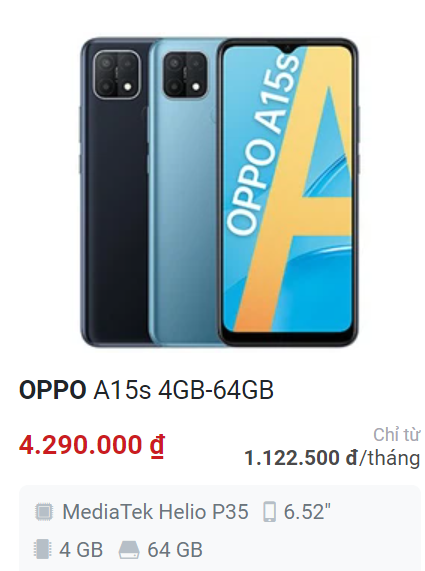 OPPO A15s
OPPO A15s 4GB-64GB
4.290.000 ₫
Chỉ từ
1.122.500 đ/tháng
MediaTek Helio P35 6.52"
4 GB 64 GB